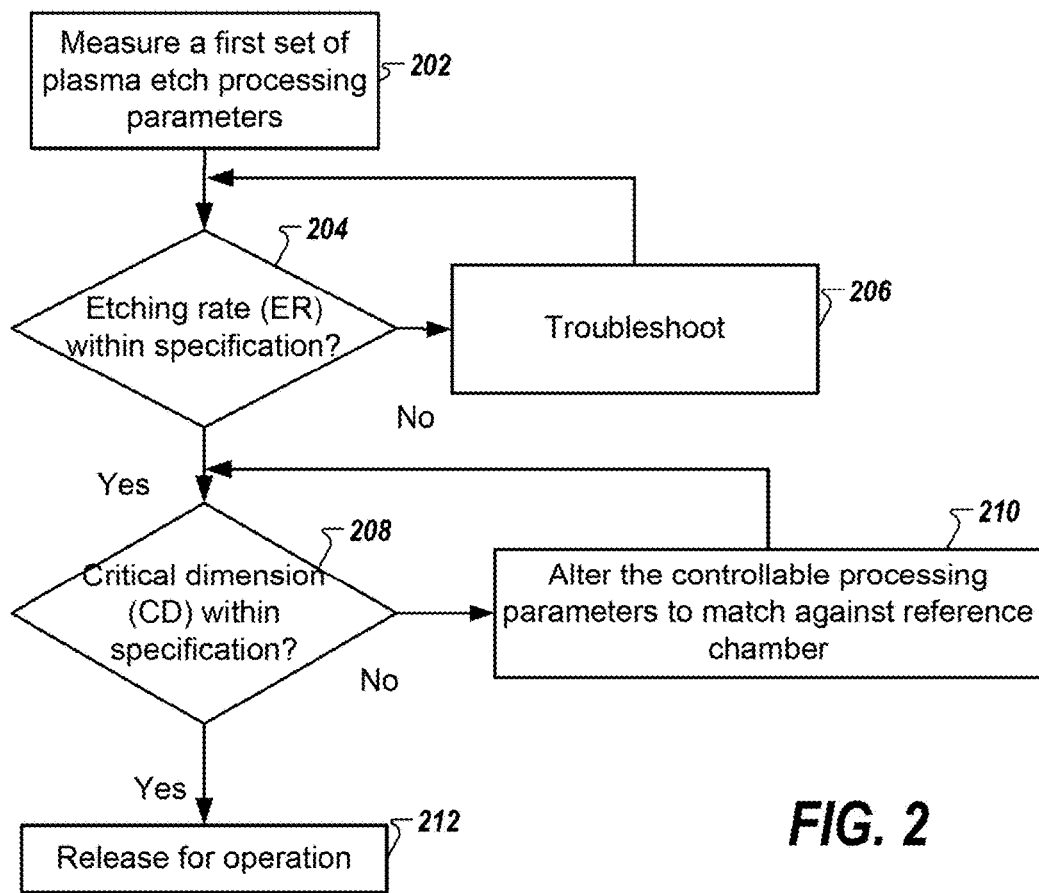 Measure a first set of
plasma etch processing
parameters
202
204
Etching rate (ER)
within specification?
Troubleshoot
206
No
Yes
208
Critical dimension
(CD) within
specification?
210
Alter the controllable processing
parameters to match against reference
chamber
No
Yes
212
Release for operation
FIG. 2